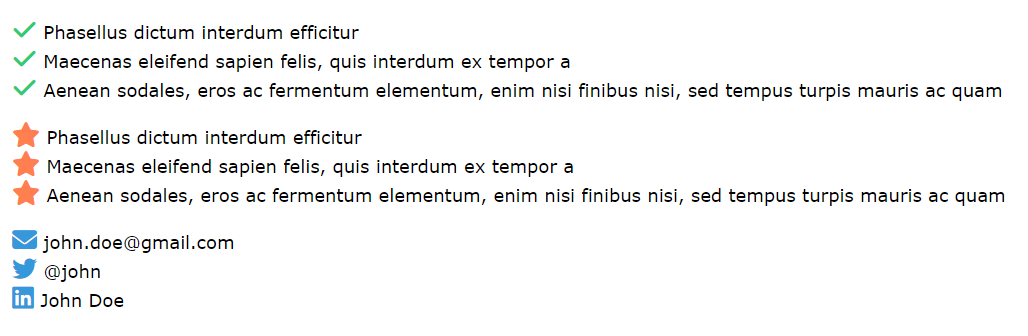 Phasellus dictum interdum efficitur
Maecenas eleifend sapien felis, quis interdum ex tempor a
Aenean sodales, eros ac fermentum elementum, enim nisi finibus nisi, sed tempus turpis mauris ac quam
Phasellus dictum interdum efficitur
Maecenas eleifend sapien felis, quis interdum ex tempor a
Aenean sodales, eros ac fermentum elementum, enim nisi finibus nisi, sed tempus turpis mauris ac quam
john.doe@gmail.com
@john
in John Doe